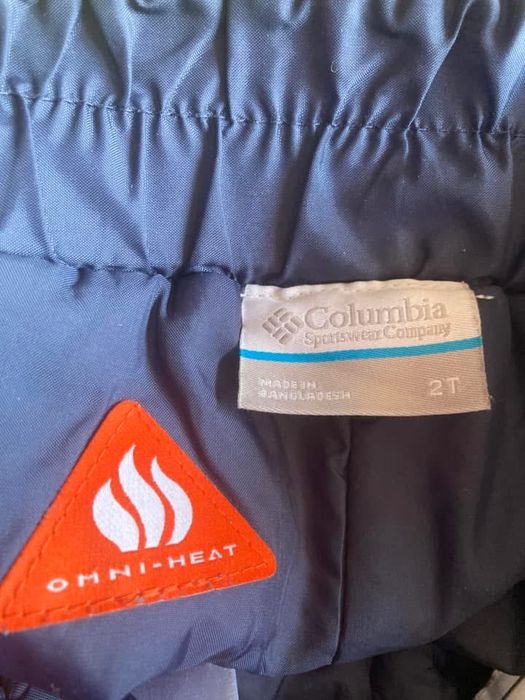 Columbia
Sportswear Company
MADE IN
BANGLADESH
2T
OMNI-HEAT